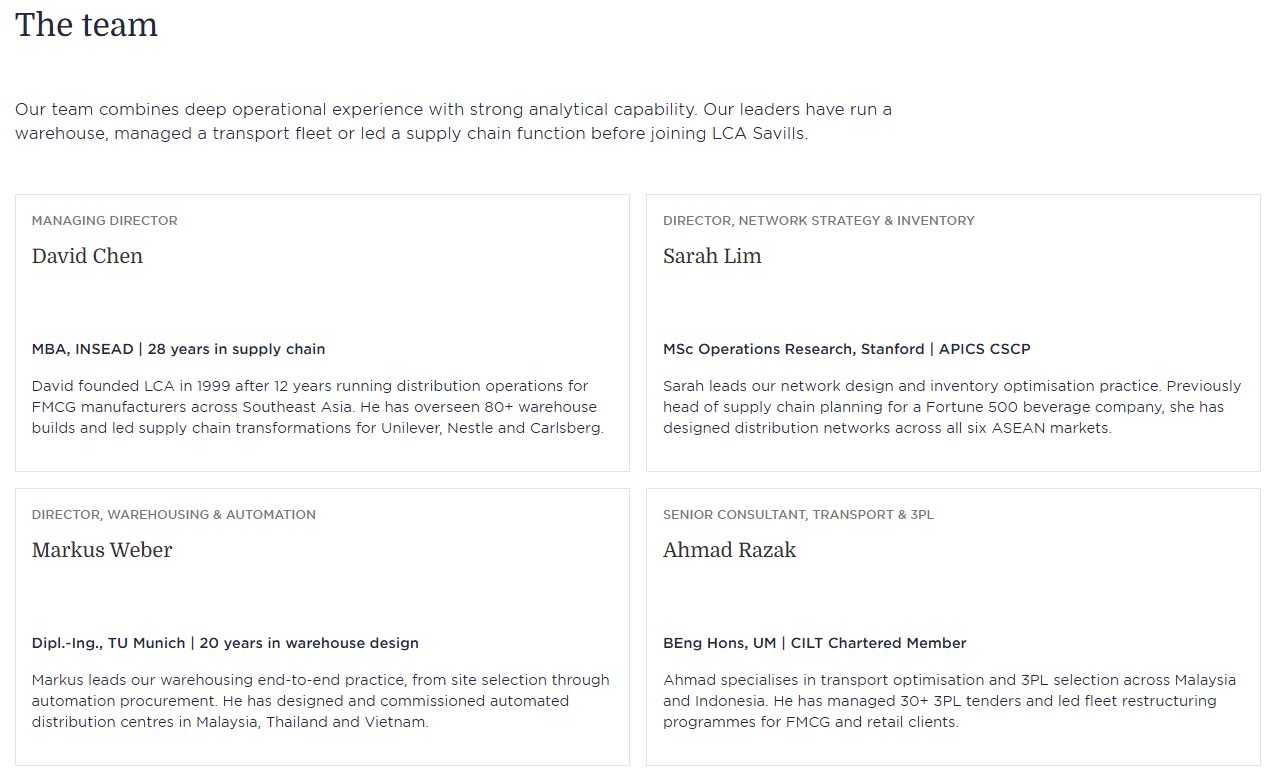 The team
Our team combines deep operational experience with strong analytical capability. Our leaders have run a
warehouse, managed a transport fleet or led a supply chain function before joining LCA Savills.
MANAGING DIRECTOR
David Chen
MBA, INSEAD | 28 years in supply chain
David founded LCA in 1999 after 12 years running distribution operations for
FMCG manufacturers across Southeast Asia. He has overseen 80+ warehouse
builds and led supply chain transformations for Unilever, Nestle and Carlsberg.
DIRECTOR, NETWORK STRATEGY & INVENTORY
Sarah Lim
MSc Operations Research, Stanford | APICS CSCP
Sarah leads our network design and inventory optimisation practice. Previously
head of supply chain planning for a Fortune 500 beverage company, she has
designed distribution networks across all six ASEAN markets.
DIRECTOR, WAREHOUSING & AUTOMATION
Markus Weber
Dipl.-Ing., TU Munich | 20 years in warehouse design
Markus leads our warehousing end-to-end practice, from site selection through
automation procurement. He has designed and commissioned automated
distribution centres in Malaysia, Thailand and Vietnam.
SENIOR CONSULTANT, TRANSPORT & 3PL
Ahmad Razak
BEng Hons, UM | CILT Chartered Member
Ahmad specialises in transport optimisation and 3PL selection across Malaysia
and Indonesia. He has managed 30+ 3PL tenders and led fleet restructuring
programmes for FMCG and retail clients.